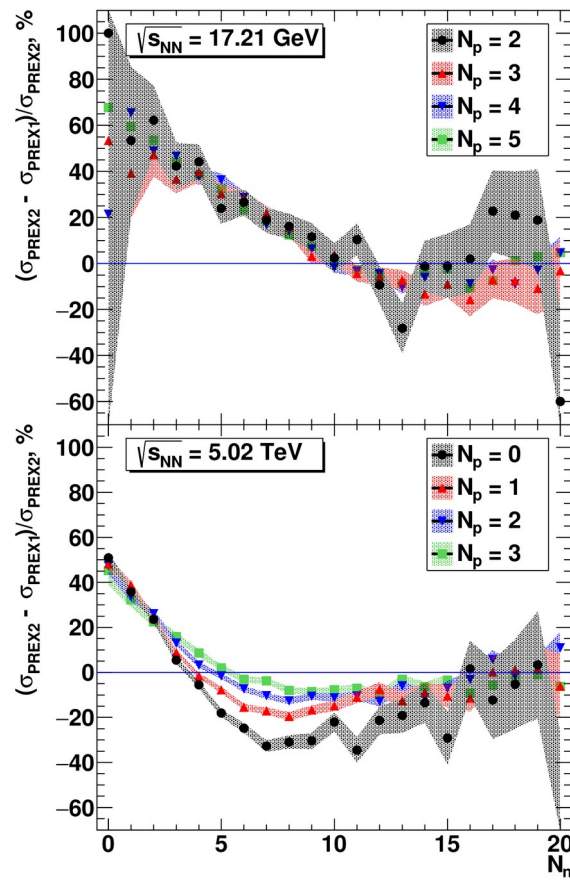 (σPREX2 - σPREX1)/σPREX2, %
100
80
60
40
20
0
−20
−40
−60
√sNN = 17.21 GeV
Np = 2
Np = 3
Np = 4
Np = 5
(σPREX2 - σPREX1)/σPREX2, %
100
80
60
40
20
0
−20
−40
−60
√sNN = 5.02 TeV
Np = 0
Np = 1
Np = 2
Np = 3
0 5 10 15 20
Nn